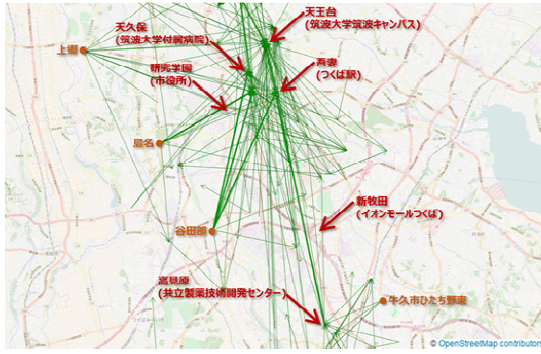 天王台
(筑波大学筑波キャンパス)
天久保
(筑波大学付属病院)
上郷
研究学園
(市役所)
吾妻
(つくば駅)
島名
新牧田
(イオンモールつくば)
谷田部
高見原
(共立製薬技術開発センター)
牛久市ひたち野東
© OpenStreetMap contributors